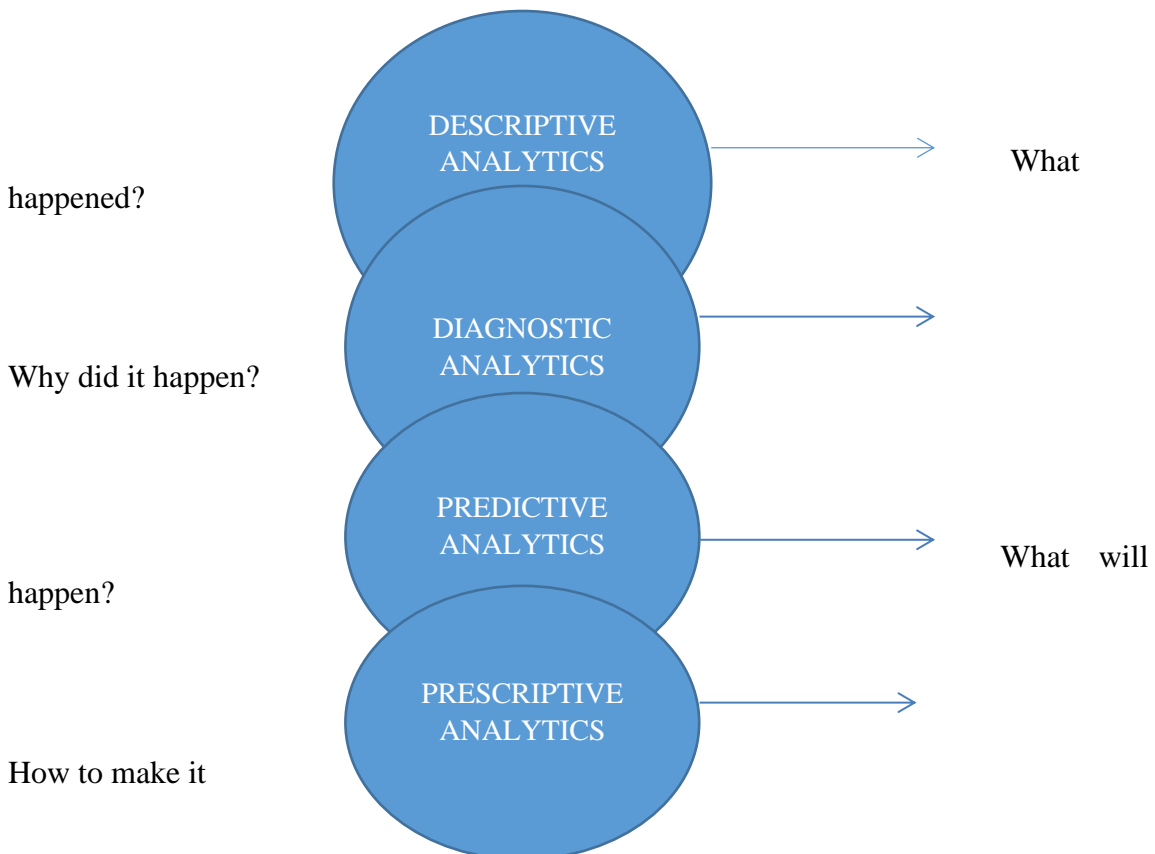 DESCRIPTIVE
ANALYTICS
What
happened?
DIAGNOSTIC
ANALYTICS
Why did it happen?
PREDICTIVE
ANALYTICS
What will
happen?
PRESCRIPTIVE
ANALYTICS
How to make it